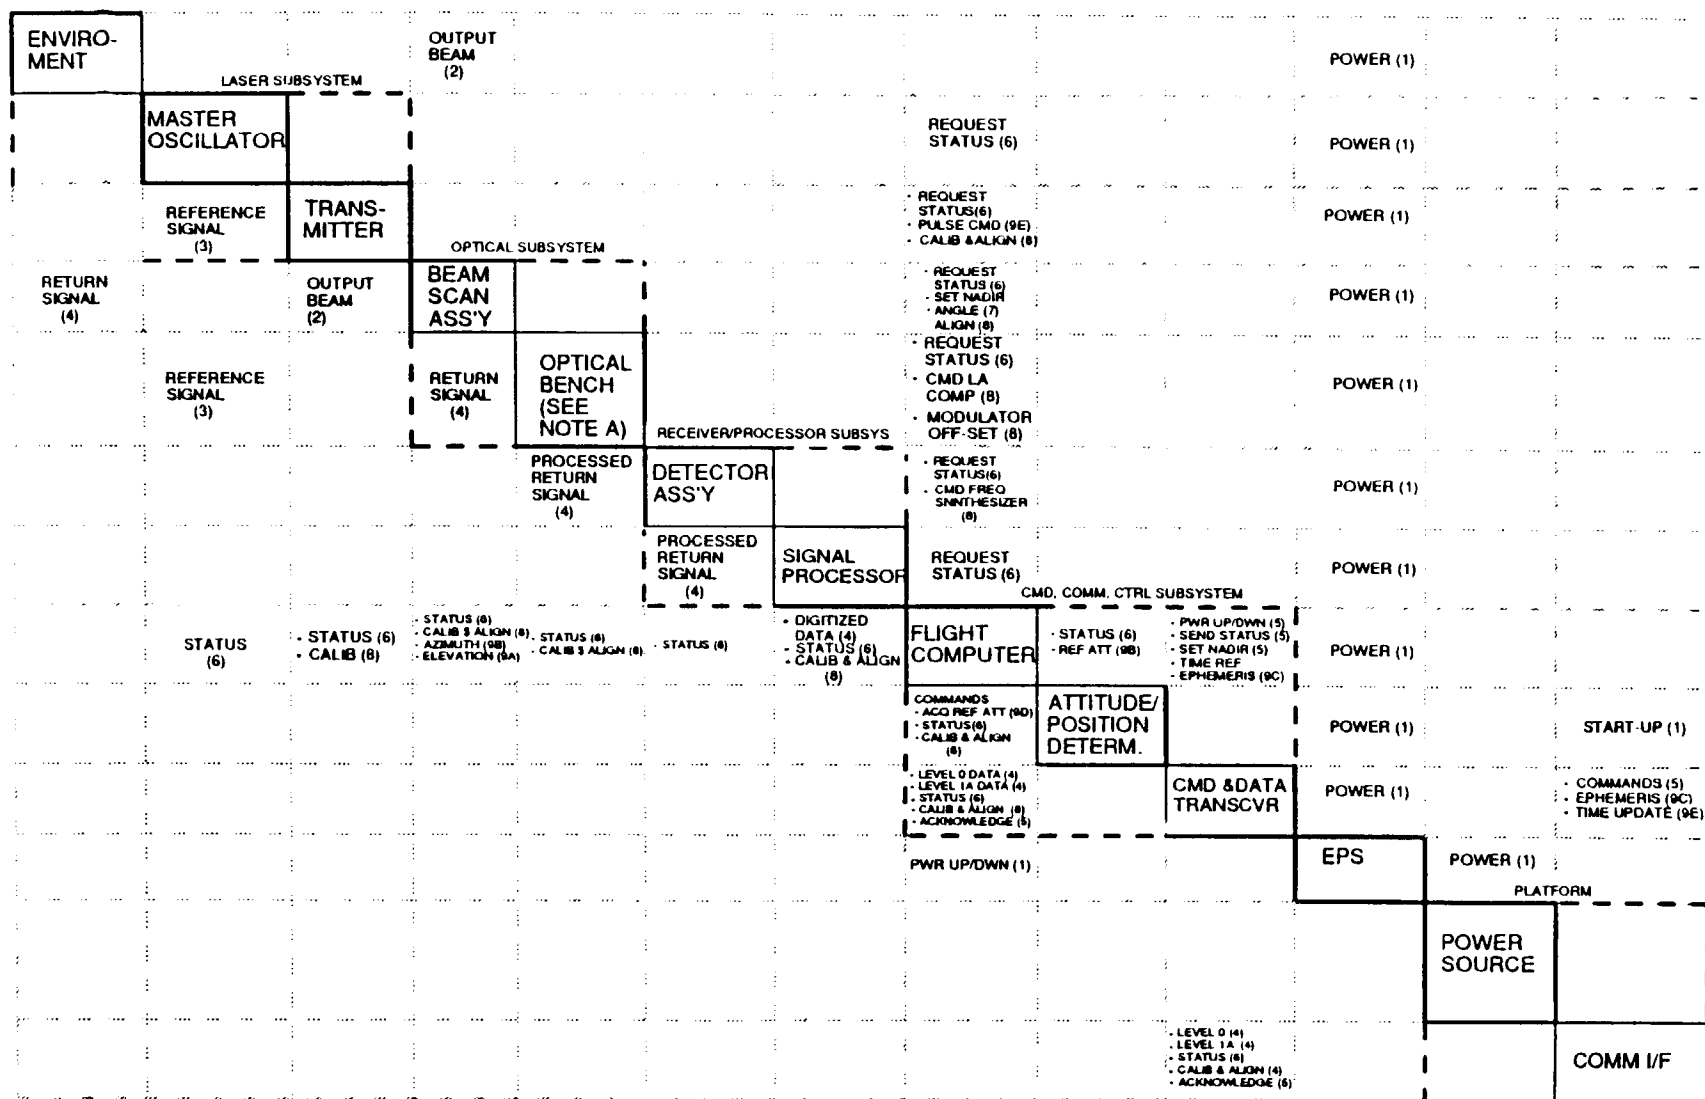 ENVIRO-
MENT
OUTPUT
BEAM
(2)
POWER (1)
LASER SUBSYSTEM
MASTER
OSCILLATOR
REQUEST
STATUS (6)
POWER (1)
REFERENCE
SIGNAL
(3)
TRANS-
MITTER
· REQUEST
STATUS(6)
· PULSE CMD (9E)
· CALIB &ALIGN (8)
POWER (1)
OPTICAL SUBSYSTEM
RETURN
SIGNAL
(4)
OUTPUT
BEAM
(2)
BEAM
SCAN
ASS'Y
· REQUEST
STATUS (6)
· SET NADIR
· ANGLE (7)
ALIGN (8)
POWER (1)
REFERENCE
SIGNAL
(3)
RETURN
SIGNAL
(4)
OPTICAL
BENCH
(SEE
NOTE A)
· REQUEST
STATUS (6)
· CMD LA
COMP (8)
· MODULATOR
OFF-SET (8)
POWER (1)
RECEIVER/PROCESSOR SUBSYS
PROCESSED
RETURN
SIGNAL
(4)
DETECTOR
ASS'Y
· REQUEST
STATUS(6)
· CMD FREQ
SNNTHESIZER
(8)
POWER (1)
PROCESSED
RETURN
SIGNAL
(4)
SIGNAL
PROCESSOR
REQUEST
STATUS (6)
POWER (1)
CMD, COMM, CTRL SUBSYSTEM
STATUS
(6)
· STATUS (6)
· CALIB (8)
· STATUS (6)
· CALIB $ ALIGN (8)
· AZIMUTH (9B)
· ELEVATION (9A)
· STATUS (6)
· CALIB $ ALIGN (8)
· STATUS (6)
· DIGITIZED
DATA (4)
· STATUS (6)
· CALIB & ALIGN
(8)
FLIGHT
COMPUTER
· STATUS (6)
· REF ATT (9B)
· PWR UP/DWN (5)
· SEND STATUS (5)
· SET NADIR (5)
· TIME REF
· EPHEMERIS (9C)
POWER (1)
COMMANDS
· ACQ REF ATT (9D)
· STATUS(6)
· CALIB & ALIGN
(8)
ATTITUDE/
POSITION
DETERM.
POWER (1)
START-UP (1)
· LEVEL 0 DATA (4)
· LEVEL 1A DATA (4)
· STATUS (6)
· CALIB & ALIGN (8)
· ACKNOWLEDGE (5)
CMD &DATA
TRANSCVR
POWER (1)
· COMMANDS (5)
· EPHEMERIS (9C)
· TIME UPDATE (9E)
PWR UP/DWN (1)
EPS
POWER (1)
PLATFORM
POWER
SOURCE
· LEVEL 0 (4)
· LEVEL 1A (4)
· STATUS (6)
· CALIB & ALIGN (4)
· ACKNOWLEDGE (5)
COMM I/F